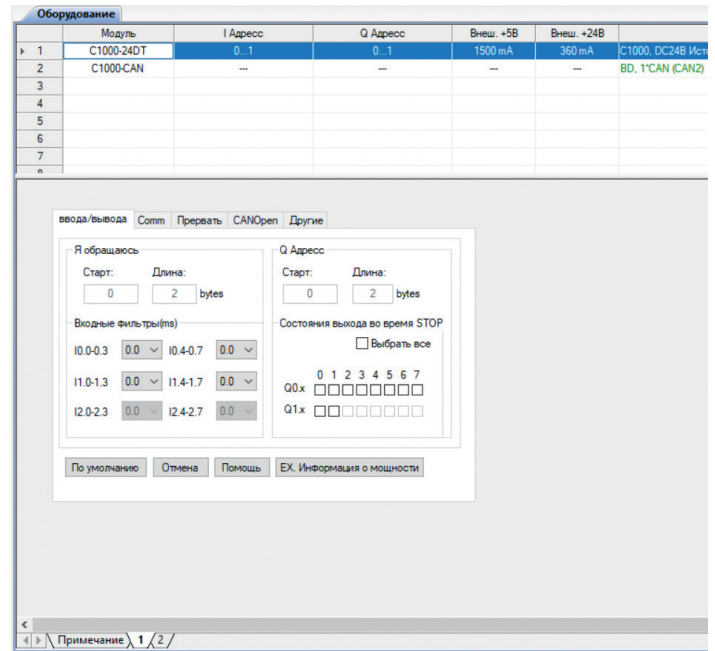 Оборудование
Модуль I Адресс Q Адресс Внеш. +5В Внеш. +24В
1 C1000-24DT 0...1 0...1 1500 mA 360 mA C1000, DC24В Ист
2 C1000-CAN --- --- --- --- BD, 1*CAN (CAN2)
3
4
5
6
7
ввода/вывода Comm Прервать CANOpen Другие
Я обращаюсь Q Адресс
Старт: Длина: Старт: Длина:
0 2 bytes 0 2 bytes
Входные фильтры(ms) Состояния выхода во время STOP
Выбрать все
I0.0-0.3 0.0 I0.4-0.7 0.0
0 1 2 3 4 5 6 7
I1.0-1.3 0.0 I1.4-1.7 0.0 Q0.x
I2.0-2.3 0.0 I2.4-2.7 0.0 Q1.x
По умолчанию Отмена Помощь EX. Информация о мощности
Примечание 1 2